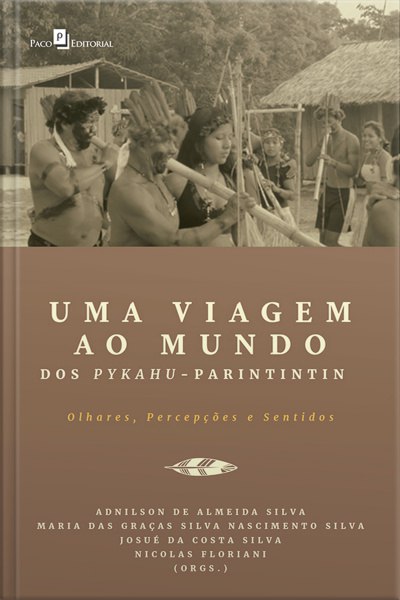 PACO P EDITORIAL
UMA VIAGEM
AO MUNDO
DOS PYKAHU-PARINTINTIN
Olhares, Percepções e Sentidos
ADNILSON DE ALMEIDA SILVA
MARIA DAS GRAÇAS SILVA NASCIMENTO SILVA
JOSUÉ DA COSTA SILVA
NICOLAS FLORIANI
(ORGS.)